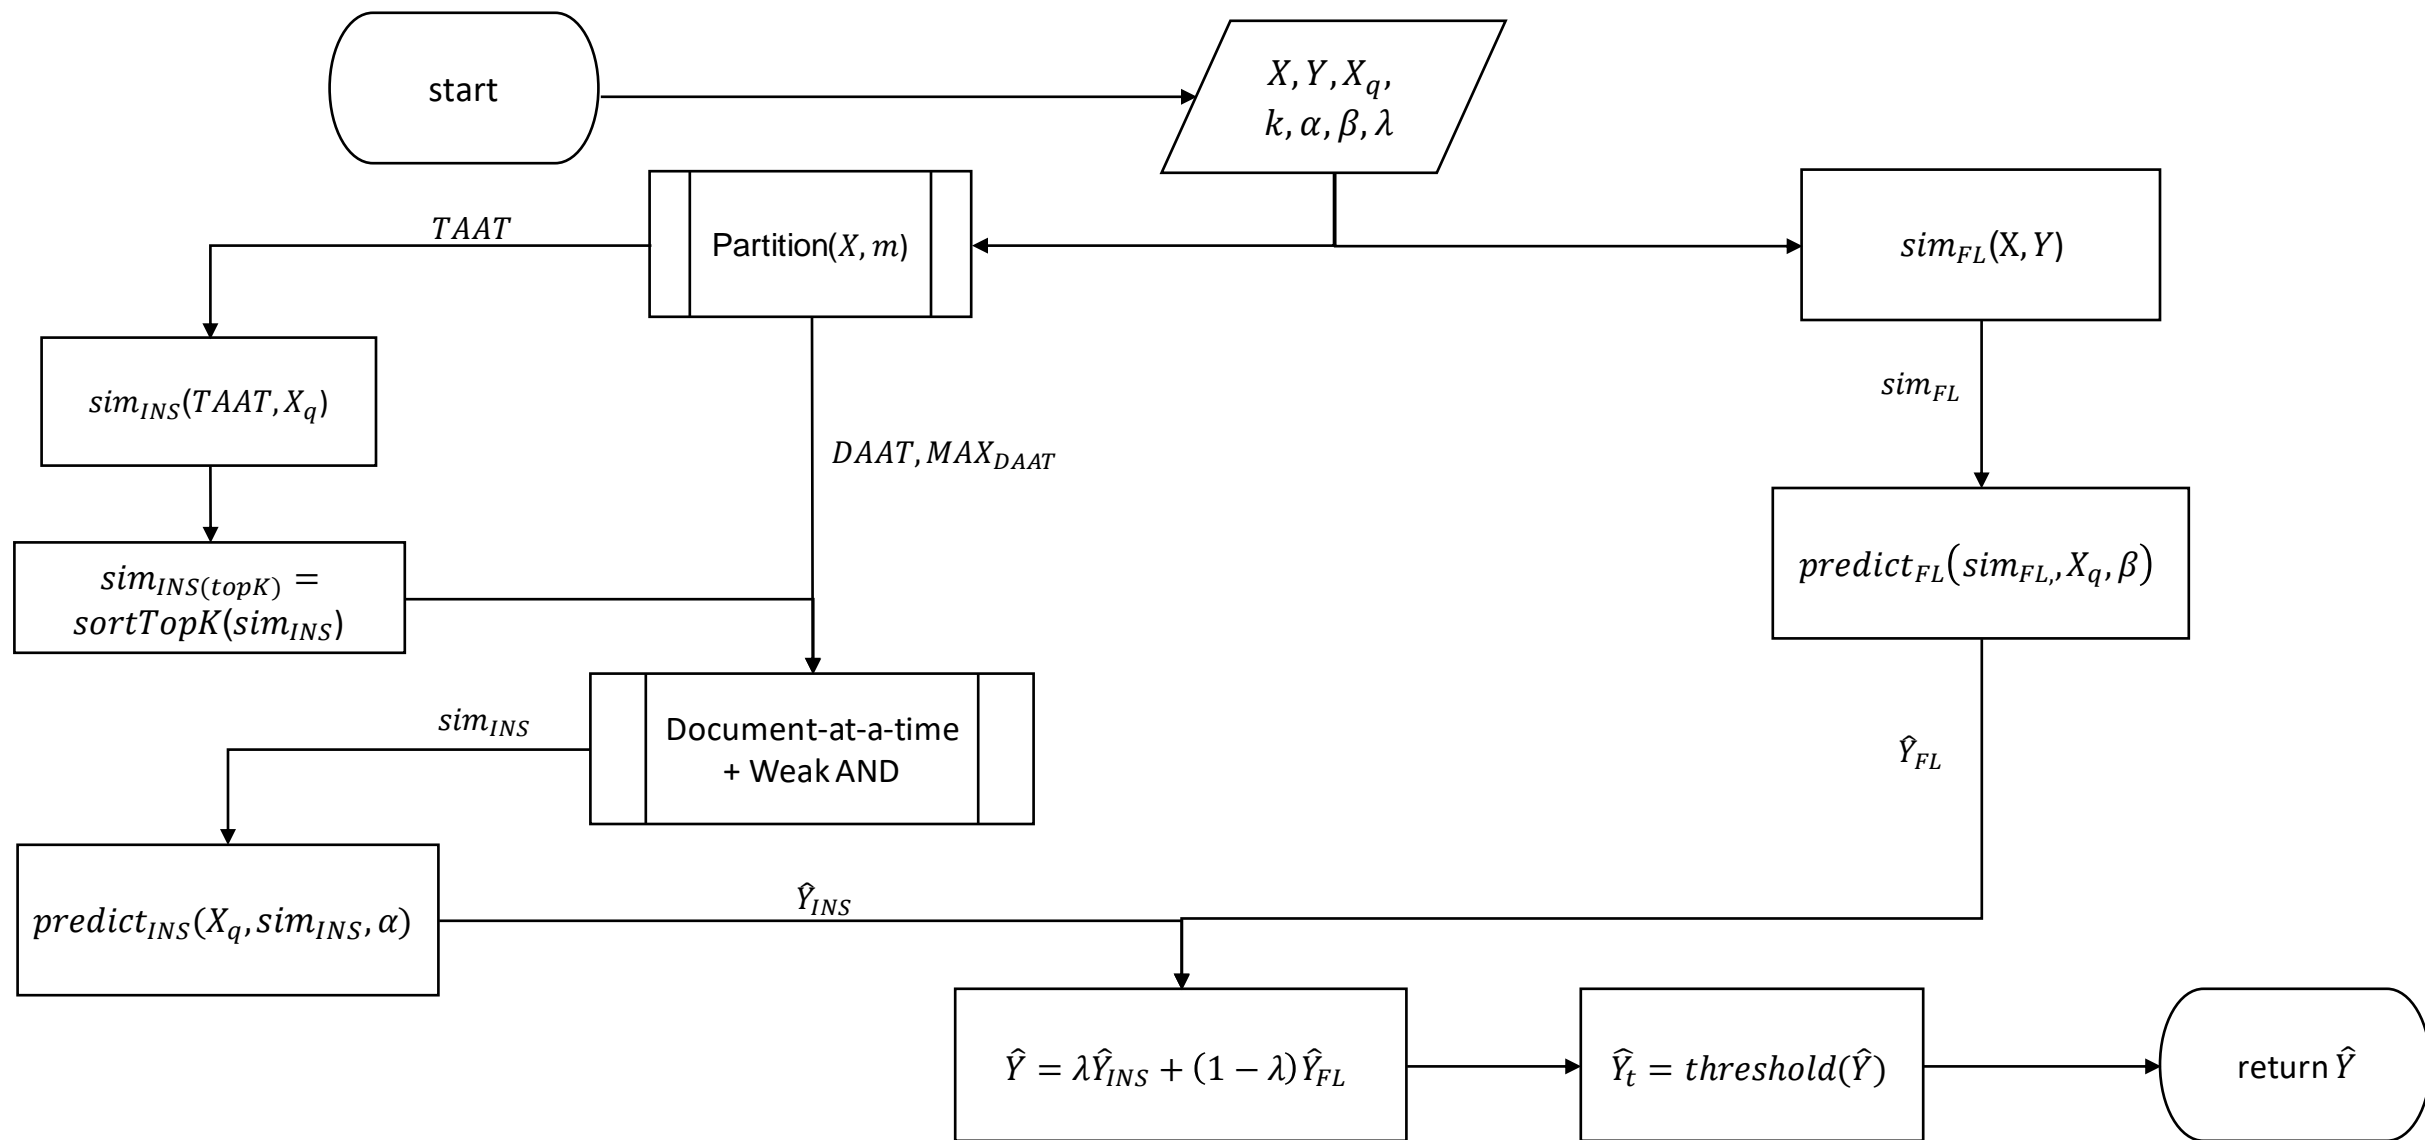 start
X, Y, X_q,
k, α, β, λ
TAAT
Partition(X, m)
sim_FL(X, Y)
sim_INS(TAAT, X_q)
sim_FL
DAAT, MAX_DAAT
sim_INS(topK) =
sortTopK(sim_INS)
predict_FL(sim_FL,, X_q, β)
sim_INS
Document-at-a-time
+ Weak AND
Ŷ_FL
predict_INS(X_q, sim_INS, α)
Ŷ_INS
Ŷ = λŶ_INS + (1 − λ)Ŷ_FL
Ŷ_t = threshold(Ŷ)
return Ŷ